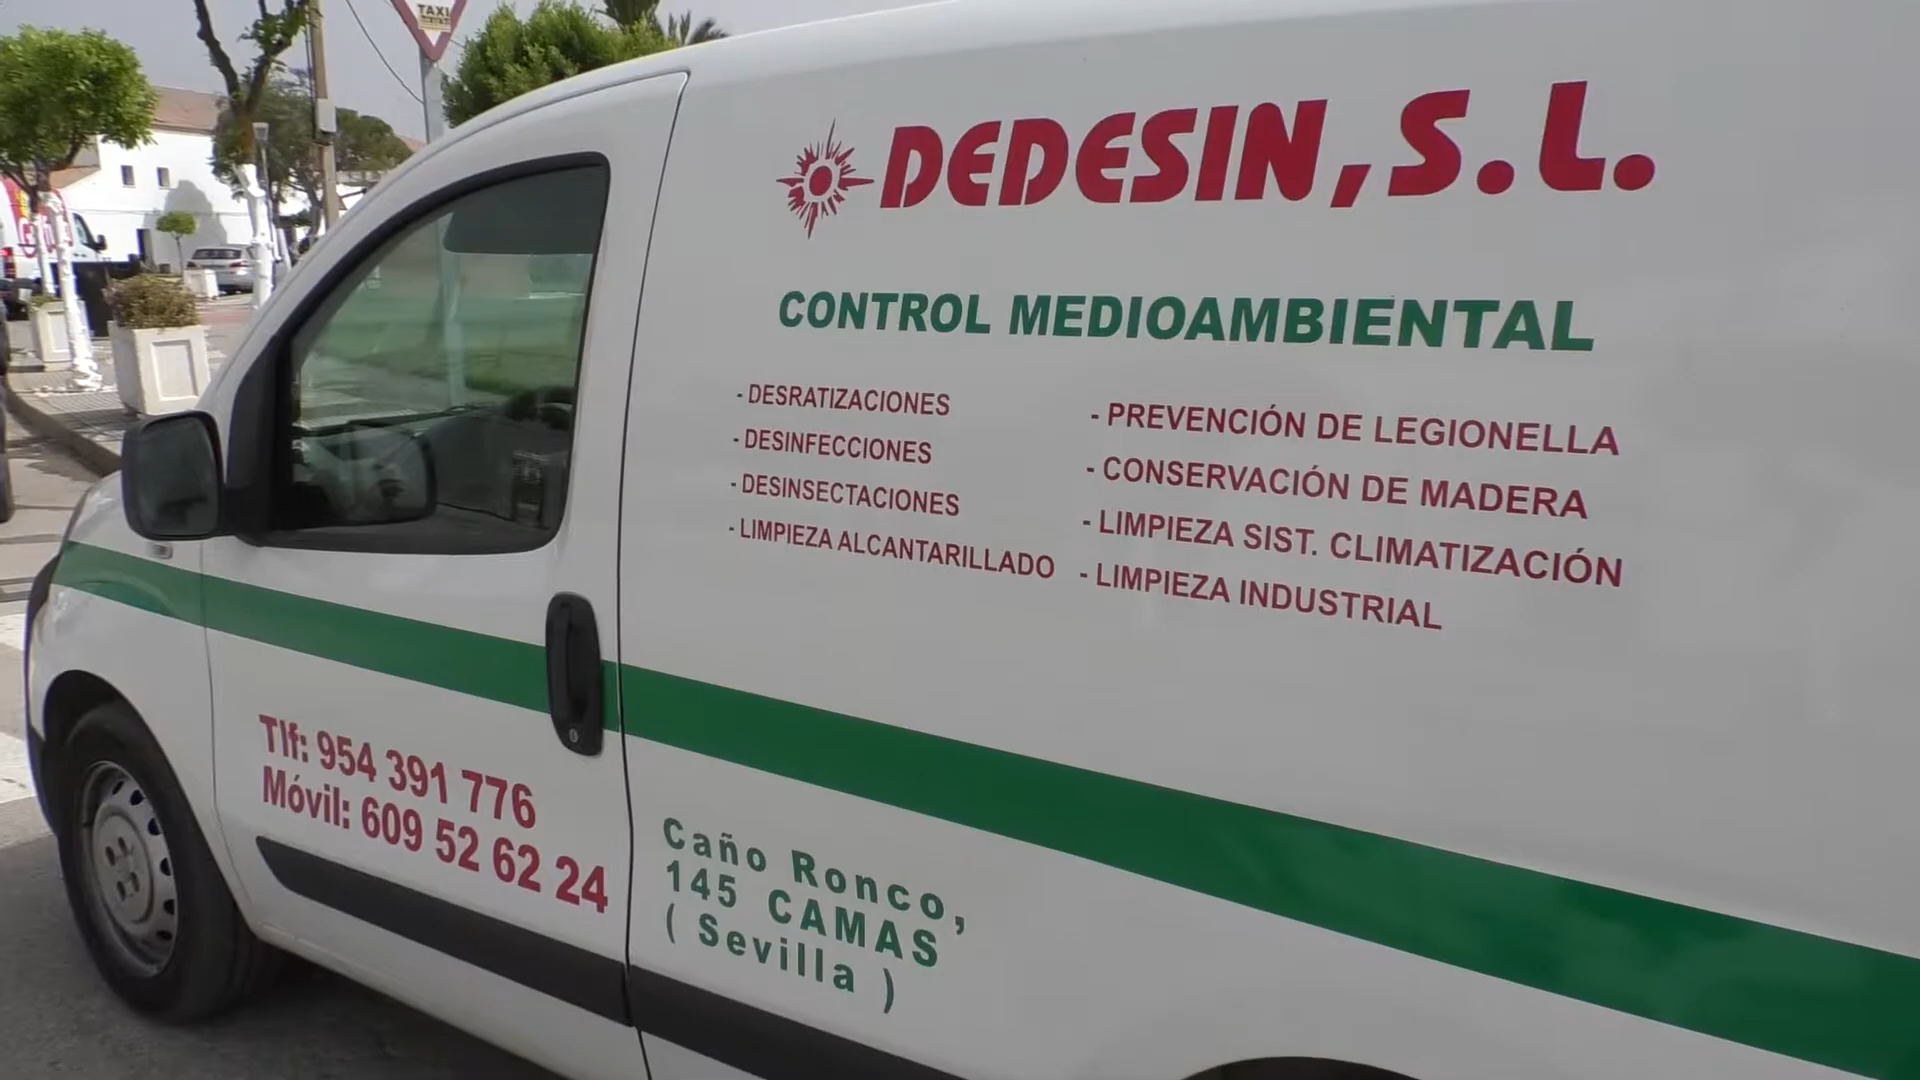 TAXI
DEDESIN, S.L.
CONTROL MEDIOAMBIENTAL
- DESRATIZACIONES
- DESINFECCIONES
- DESINSECTACIONES
- LIMPIEZA ALCANTARILLADO
- PREVENCIÓN DE LEGIONELLA
- CONSERVACIÓN DE MADERA
- LIMPIEZA SIST. CLIMATIZACIÓN
- LIMPIEZA INDUSTRIAL
Tlf: 954 391 776
Móvil: 609 52 62 24
Caño Ronco,
145 CAMAS
( Sevilla )